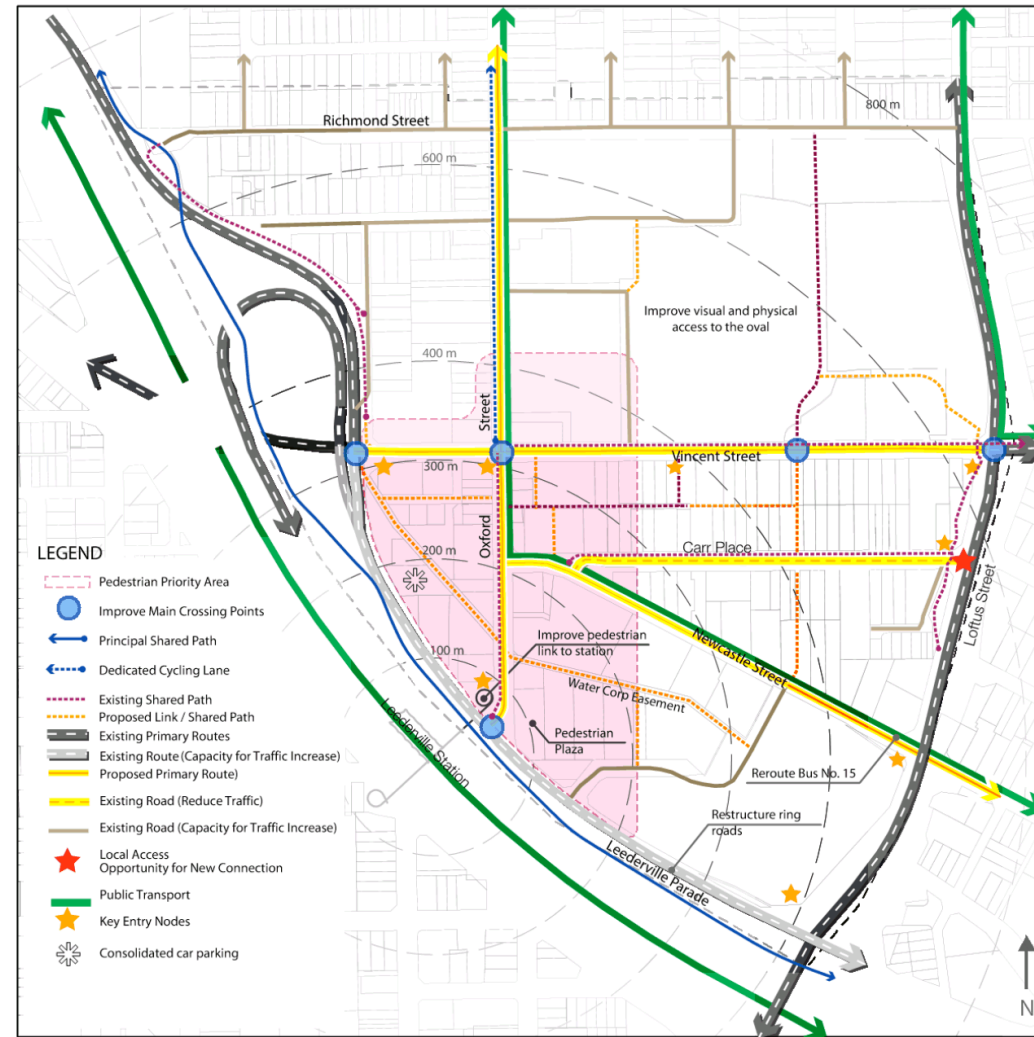 Richmond Street
800 m
600 m
Improve visual and physical
access to the oval
400 m
Street
Vincent Street
300 m
Oxford
Carr Place
200 m
Loftus Street
Improve pedestrian
link to station
100 m
Newcastle Street
Water Corp Easement
Leederville Station
Pedestrian
Plaza
Reroute Bus No. 15
Restructure ring
roads
Leederville Parade
N
LEGEND
Pedestrian Priority Area
Improve Main Crossing Points
Principal Shared Path
Dedicated Cycling Lane
Existing Shared Path
Proposed Link / Shared Path
Existing Primary Routes
Existing Route (Capacity for Traffic Increase)
Proposed Primary Route)
Existing Road (Reduce Traffic)
Existing Road (Capacity for Traffic Increase)
Local Access
Opportunity for New Connection
Public Transport
Key Entry Nodes
Consolidated car parking